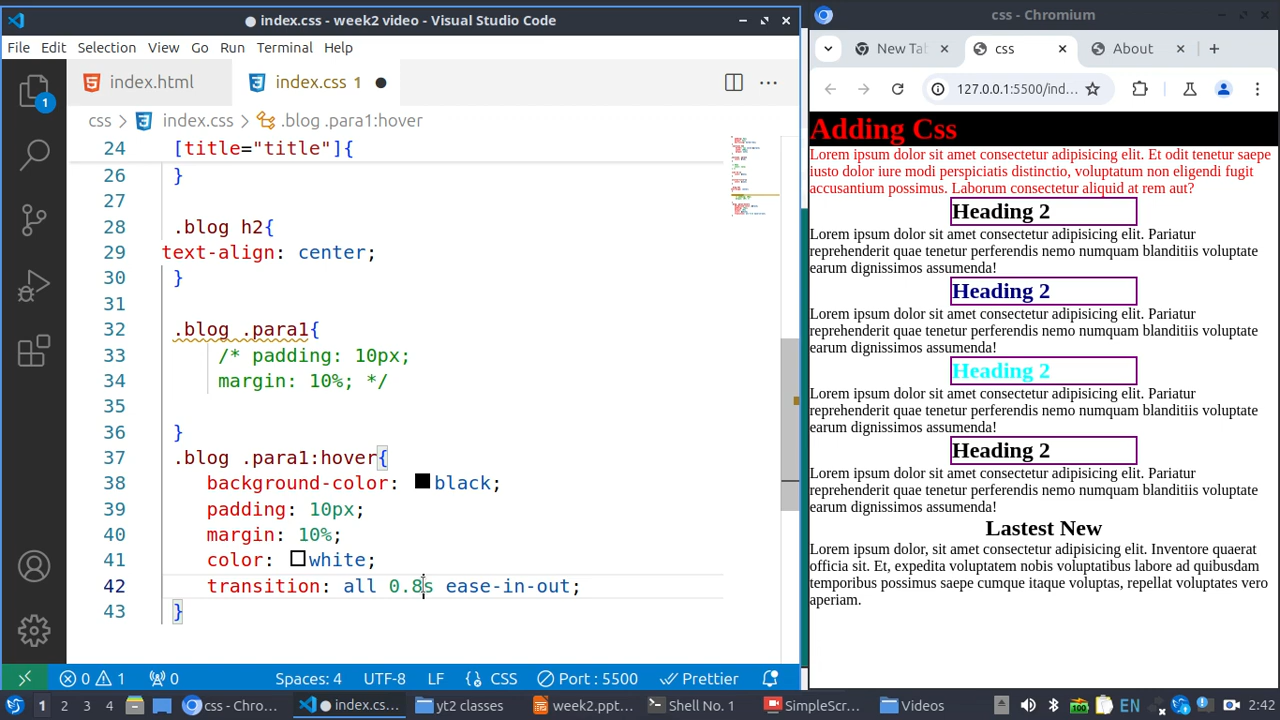 index.css - week2 video - Visual Studio Code
File Edit Selection View Go Run Terminal Help
index.html
index.css 1
css > index.css > .blog .para1:hover
24 [title="title"]{
26 }
27
28 .blog h2{
29 text-align: center;
30 }
31
32 .blog .para1{
33 /* padding: 10px;
34 margin: 10%; */
35
36 }
37 .blog .para1:hover{
38 background-color: black;
39 padding: 10px;
40 margin: 10%;
41 color: white;
42 transition: all 0.8s ease-in-out;
43 }
1
0 1 0 Spaces: 4 UTF-8 LF CSS Port : 5500 Prettier
css - Chromium
New Ta css About
127.0.0.1:5500/ind...
Adding Css
Lorem ipsum dolor sit amet consectetur adipisicing elit. Et odit tenetur saepe
iusto dolor iure modi perspiciatis distinctio, voluptatum non eligendi fugit
accusantium possimus. Laborum consectetur aliquid at rem aut?
Heading 2
Lorem ipsum dolor sit amet consectetur adipisicing elit. Pariatur
reprehenderit quae tenetur perferendis nemo numquam blanditiis voluptate
earum dignissimos assumenda!
Heading 2
Lorem ipsum dolor sit amet consectetur adipisicing elit. Pariatur
reprehenderit quae tenetur perferendis nemo numquam blanditiis voluptate
earum dignissimos assumenda!
Heading 2
Lorem ipsum dolor sit amet consectetur adipisicing elit. Pariatur
reprehenderit quae tenetur perferendis nemo numquam blanditiis voluptate
earum dignissimos assumenda!
Heading 2
Lorem ipsum dolor sit amet consectetur adipisicing elit. Pariatur
reprehenderit quae tenetur perferendis nemo numquam blanditiis voluptate
earum dignissimos assumenda!
Lastest New
Lorem ipsum dolor, sit amet consectetur adipisicing elit. Inventore quaerat
officia sit. Et, expedita voluptatem nobis voluptatibus labore ad quibusdam
temporibus possimus saepe cumque itaque voluptas, repellat voluptates vero
aperiam.
1 2 3 4 css - Chro... index.cs... yt2 classes week2.ppt... Shell No. 1 SimpleScr... Videos EN 100 2:42